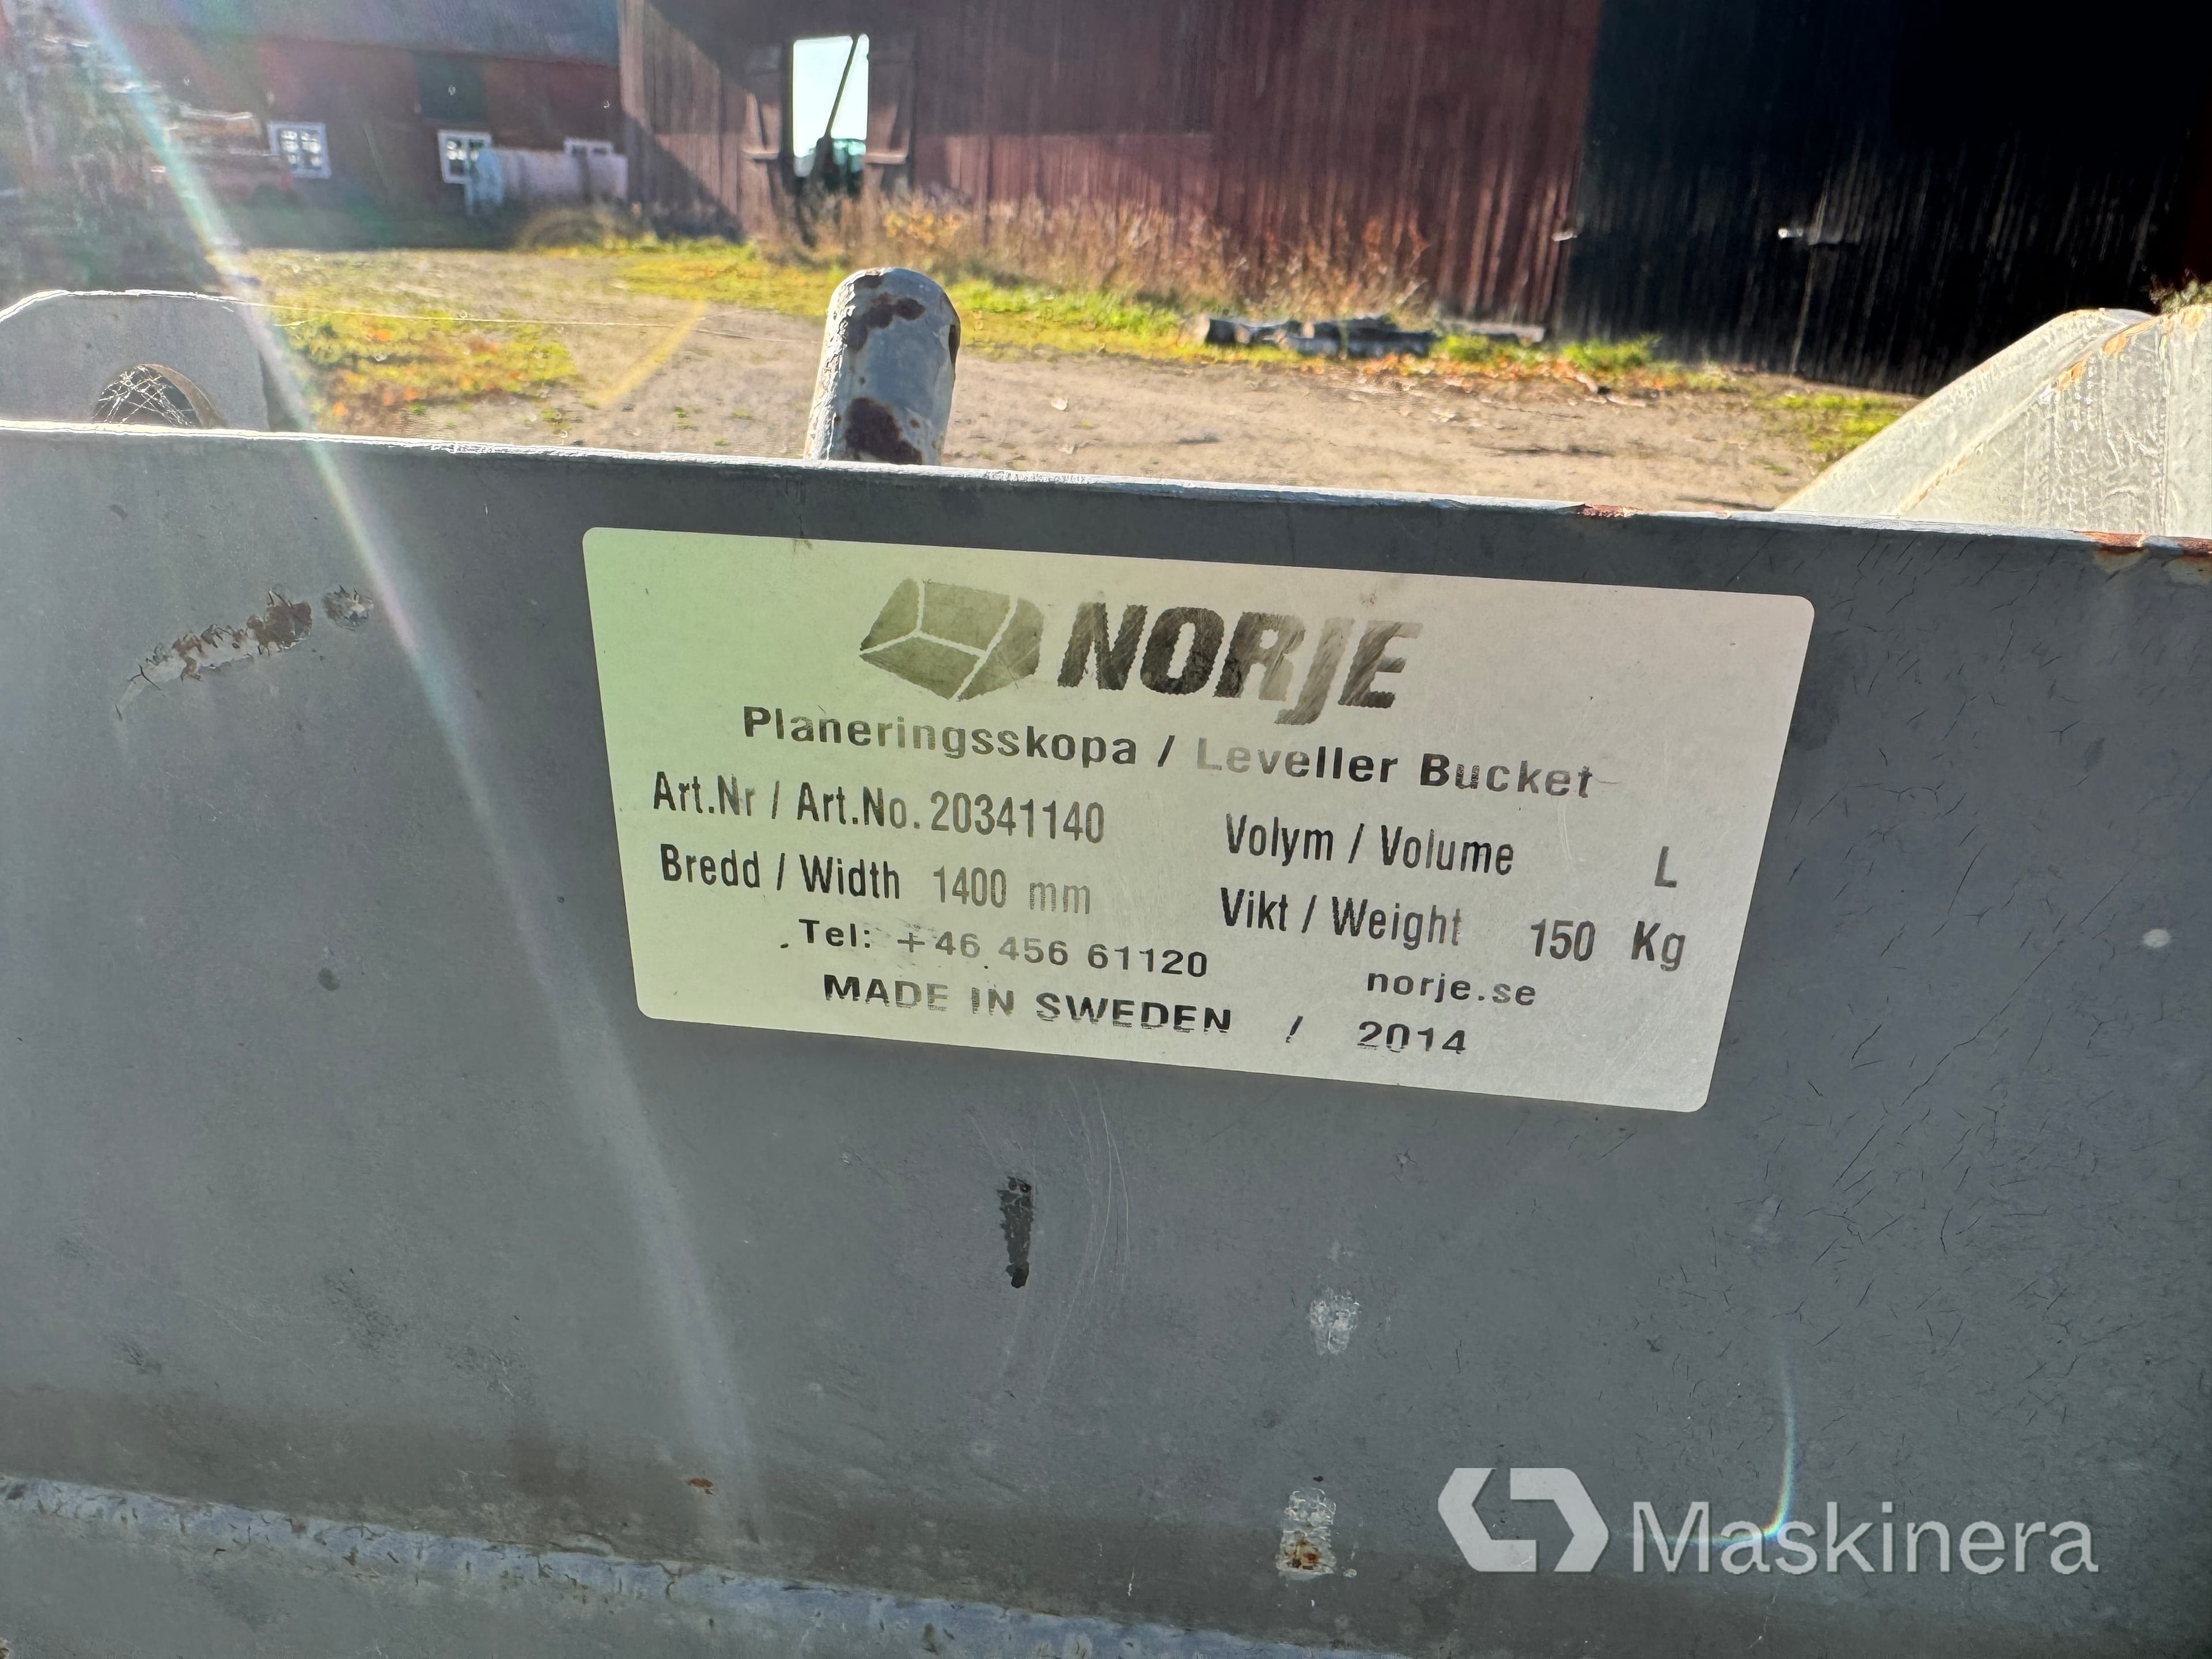 NORJE
Planeringsskopa / Leveller Bucket
Art.Nr / Art.No. 20341140 Volym / Volume L
Bredd / Width 1400 mm Vikt / Weight 150 Kg
Tel: +46 456 61120 norje.se
MADE IN SWEDEN / 2014
Maskinera